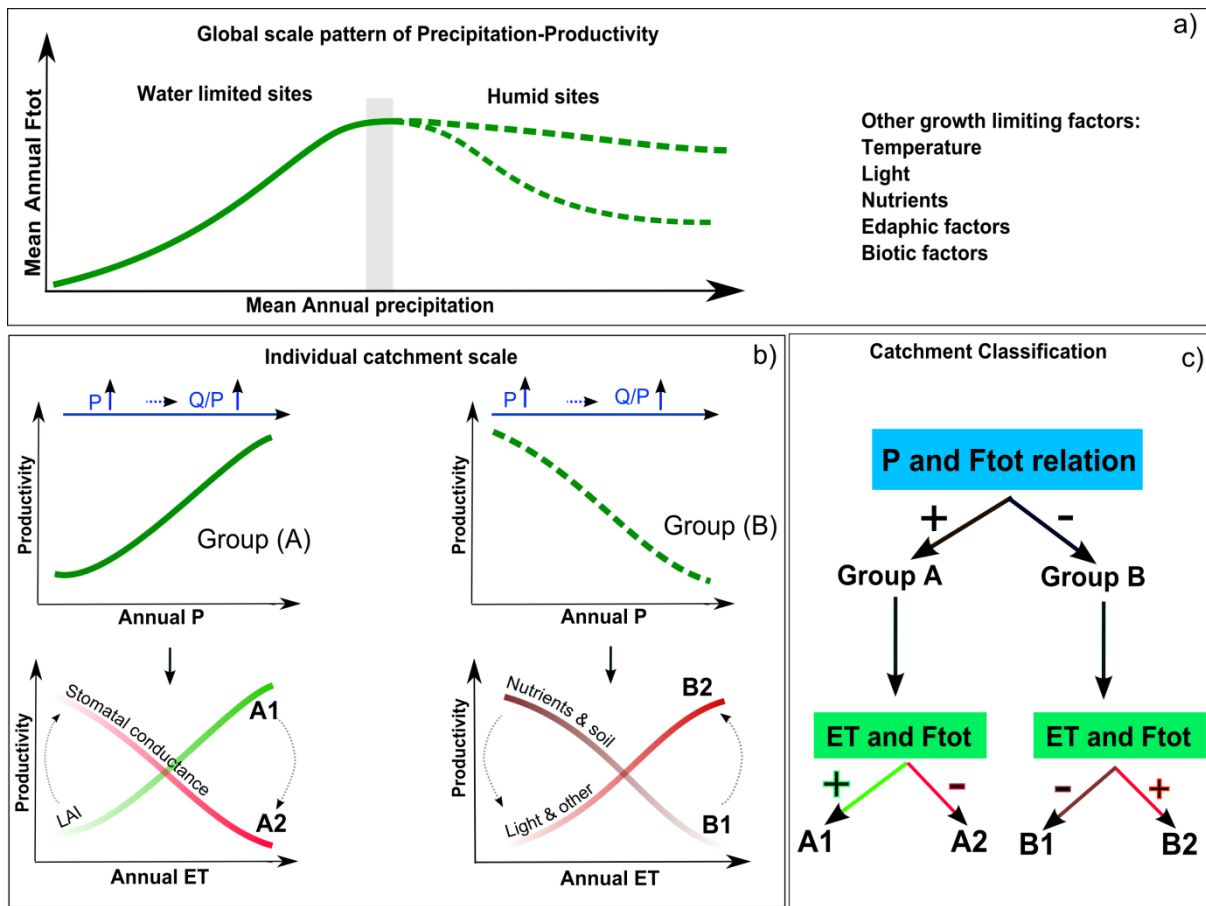 a)
Global scale pattern of Precipitation-Productivity
Mean Annual Ftot
Water limited sites
Humid sites
Mean Annual precipitation
Other growth limiting factors:
Temperature
Light
Nutrients
Edaphic factors
Biotic factors
b)
Individual catchment scale
P
Q/P
Productivity
Group (A)
Annual P
P
Q/P
Productivity
Group (B)
Annual P
Productivity
Stomatal conductance
LAI
A1
A2
Annual ET
Productivity
Nutrients & soil
Light & other
B2
B1
Annual ET
c)
Catchment Classification
P and Ftot relation
+
-
Group A
Group B
ET and Ftot
ET and Ftot
+
-
-
+
A1
A2
B1
B2